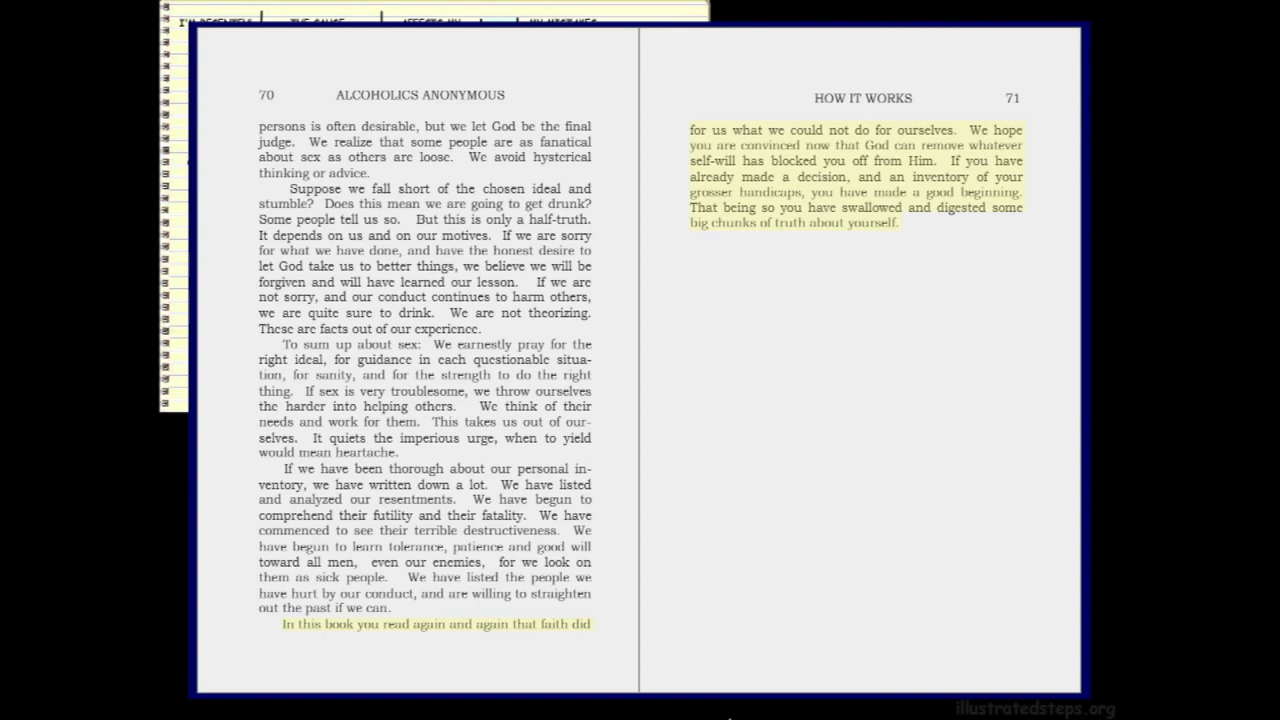 I'M RESENTFUL THE CAUSE AFFECTS MY MY MISTAKES
70 ALCOHOLICS ANONYMOUS
persons is often desirable, but we let God be the final
judge. We realize that some people are as fanatical
about sex as others are loose. We avoid hysterical
thinking or advice.
Suppose we fall short of the chosen ideal and
stumble? Does this mean we are going to get drunk?
Some people tell us so. But this is only a half-truth.
It depends on us and on our motives. If we are sorry
for what we have done, and have the honest desire to
let God take us to better things, we believe we will be
forgiven and will have learned our lesson. If we are
not sorry, and our conduct continues to harm others,
we are quite sure to drink. We are not theorizing.
These are facts out of our experience.
To sum up about sex: We earnestly pray for the
right ideal, for guidance in each questionable situa-
tion, for sanity, and for the strength to do the right
thing. If sex is very troublesome, we throw ourselves
the harder into helping others. We think of their
needs and work for them. This takes us out of our-
selves. It quiets the imperious urge, when to yield
would mean heartache.
If we have been thorough about our personal in-
ventory, we have written down a lot. We have listed
and analyzed our resentments. We have begun to
comprehend their futility and their fatality. We have
commenced to see their terrible destructiveness. We
have begun to learn tolerance, patience and good will
toward all men, even our enemies, for we look on
them as sick people. We have listed the people we
have hurt by our conduct, and are willing to straighten
out the past if we can.
In this book you read again and again that faith did
HOW IT WORKS 71
for us what we could not do for ourselves. We hope
you are convinced now that God can remove whatever
self-will has blocked you off from Him. If you have
already made a decision, and an inventory of your
grosser handicaps, you have made a good beginning.
That being so you have swallowed and digested some
big chunks of truth about yourself.
illustratedsteps.org